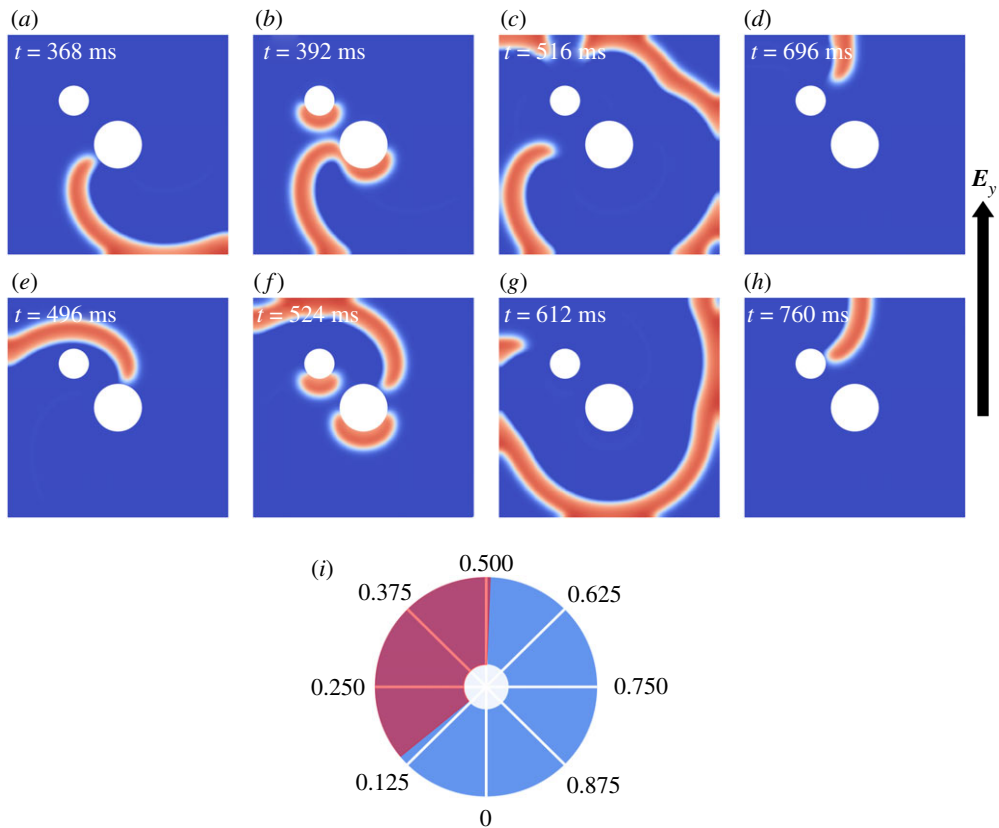 (a) (b) (c) (d)
t = 368 ms t = 392 ms t = 516 ms t = 696 ms
E_y
(e) (f) (g) (h)
t = 496 ms t = 524 ms t = 612 ms t = 760 ms
(i) 0.500
0.375 0.625
0.250 0.750
0.125 0.875
0